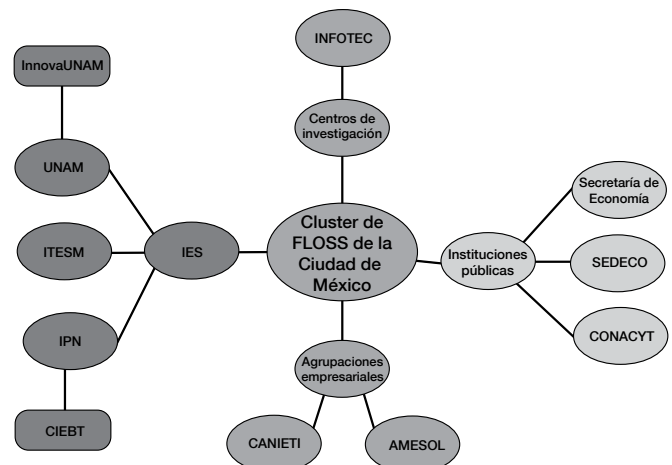 INFOTEC
InnovaUNAM
Centros de
investigación
UNAM
Secretaría de
Economía
Cluster de
FLOSS de la
Ciudad de
México
ITESM
IES
Instituciones
públicas
SEDECO
IPN
CONACYT
Agrupaciones
empresariales
CIEBT
CANIETI
AMESOL